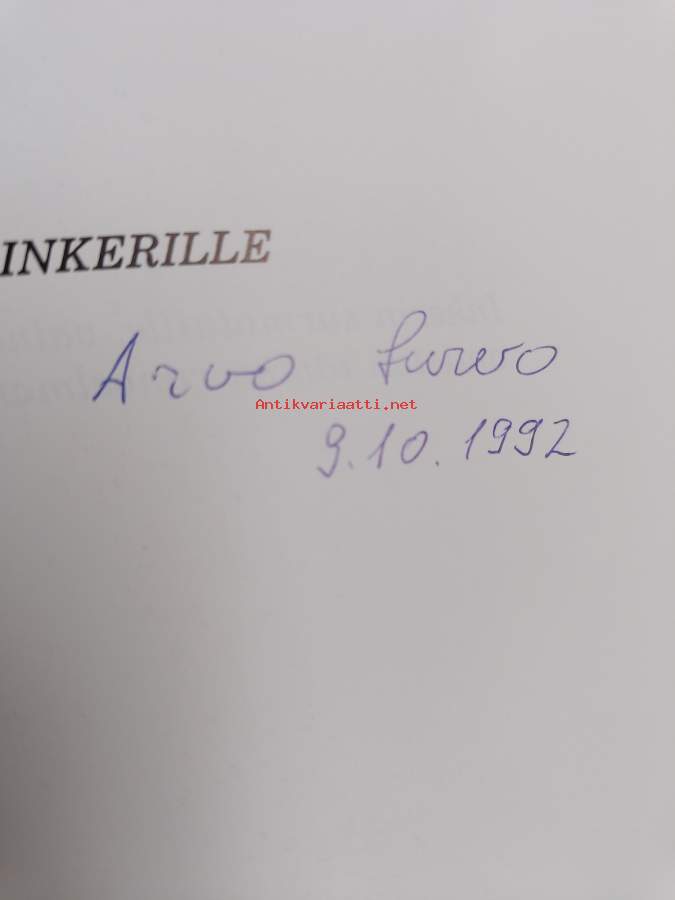 INKERILLE
Arvo Survo
Antikvariaatti.net
9.10.1992